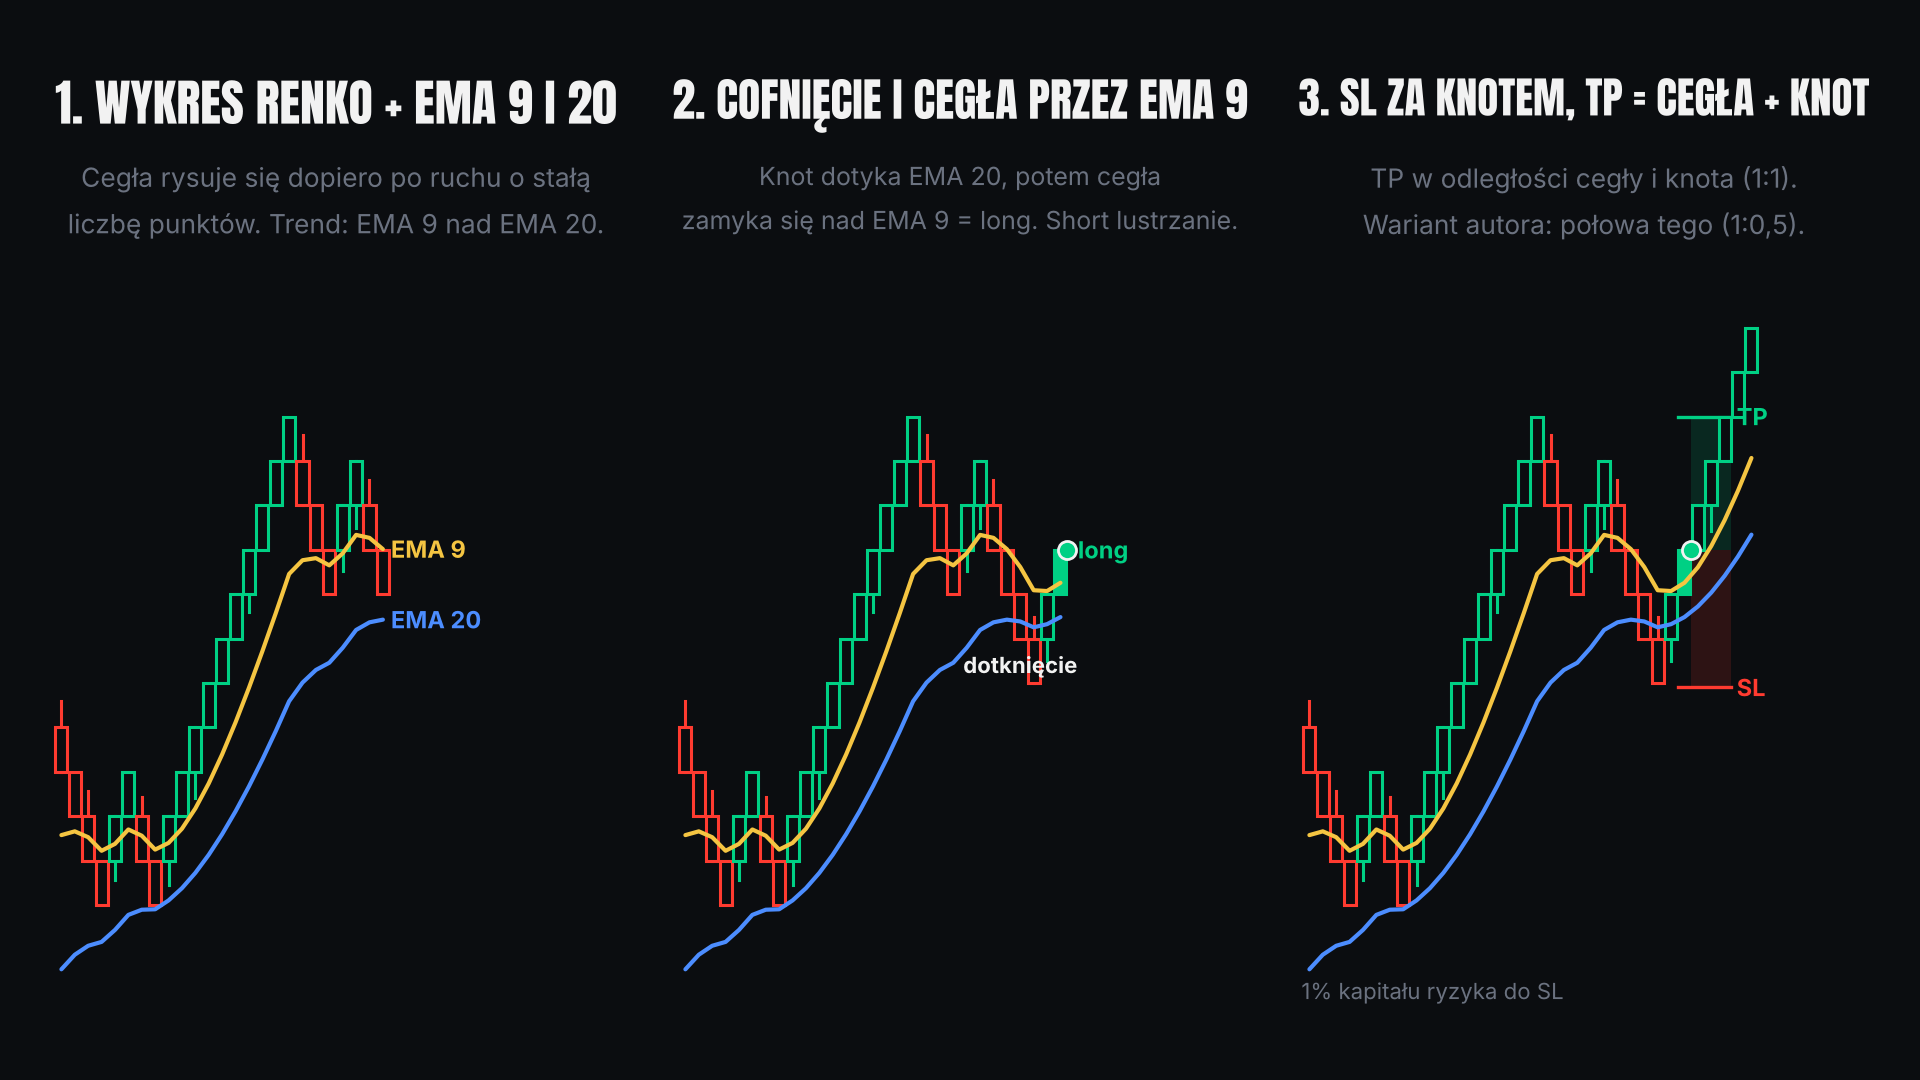 1. WYKRES RENKO + EMA 9 I 20
Cegła rysuje się dopiero po ruchu o stałą
liczbę punktów. Trend: EMA 9 nad EMA 20.
EMA 9
EMA 20
2. COFNIĘCIE I CEGŁA PRZEZ EMA 9
Knot dotyka EMA 20, potem cegła
zamyka się nad EMA 9 = long. Short lustrzanie.
long
dotknięcie
3. SL ZA KNOTEM, TP = CEGŁA + KNOT
TP w odległości cegły i knota (1:1).
Wariant autora: połowa tego (1:0,5).
TP
SL
1% kapitału ryzyka do SL